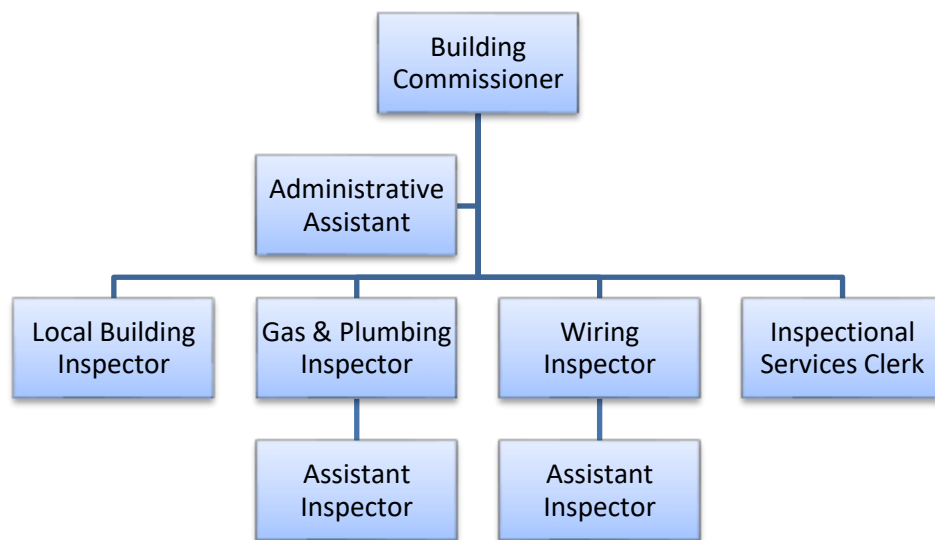 Building
Commissioner
Administrative
Assistant
Local Building
Inspector
Gas & Plumbing
Inspector
Wiring
Inspector
Inspectional
Services Clerk
Assistant
Inspector
Assistant
Inspector